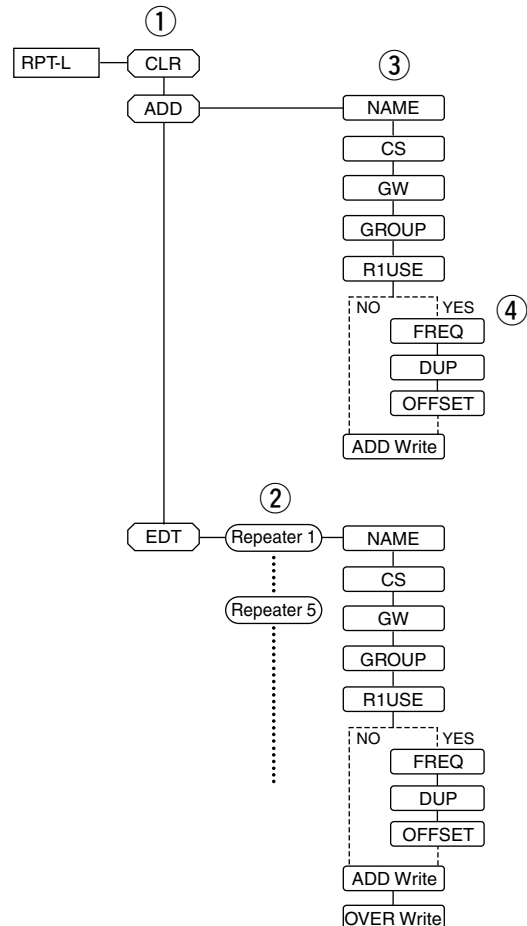 ①
RPT-L CLR ③
ADD NAME
CS
GW
GROUP
R1USE
NO YES ④
FREQ
DUP
OFFSET
ADD Write
②
EDT Repeater 1 NAME
CS
Repeater 5 GW
GROUP
R1USE
NO YES
FREQ
DUP
OFFSET
ADD Write
OVER Write